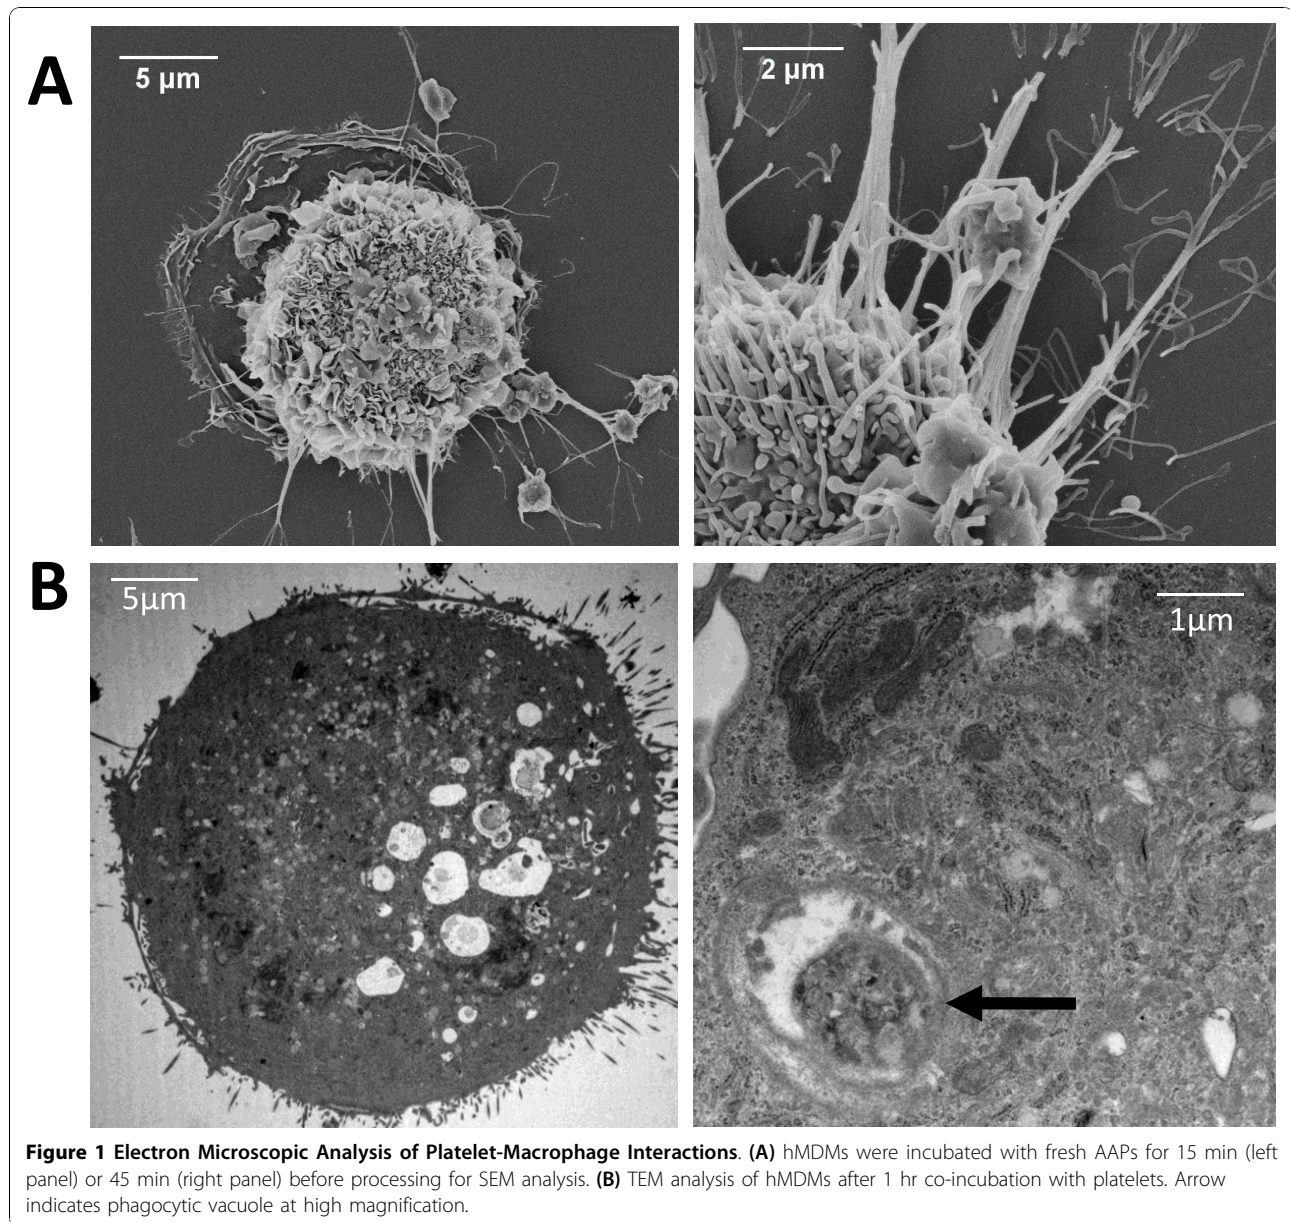 A
5 µm
2 µm
B
5µm
1µm
Figure 1 Electron Microscopic Analysis of Platelet-Macrophage Interactions. (A) hMDMs were incubated with fresh AAPs for 15 min (left
panel) or 45 min (right panel) before processing for SEM analysis. (B) TEM analysis of hMDMs after 1 hr co-incubation with platelets. Arrow
indicates phagocytic vacuole at high magnification.